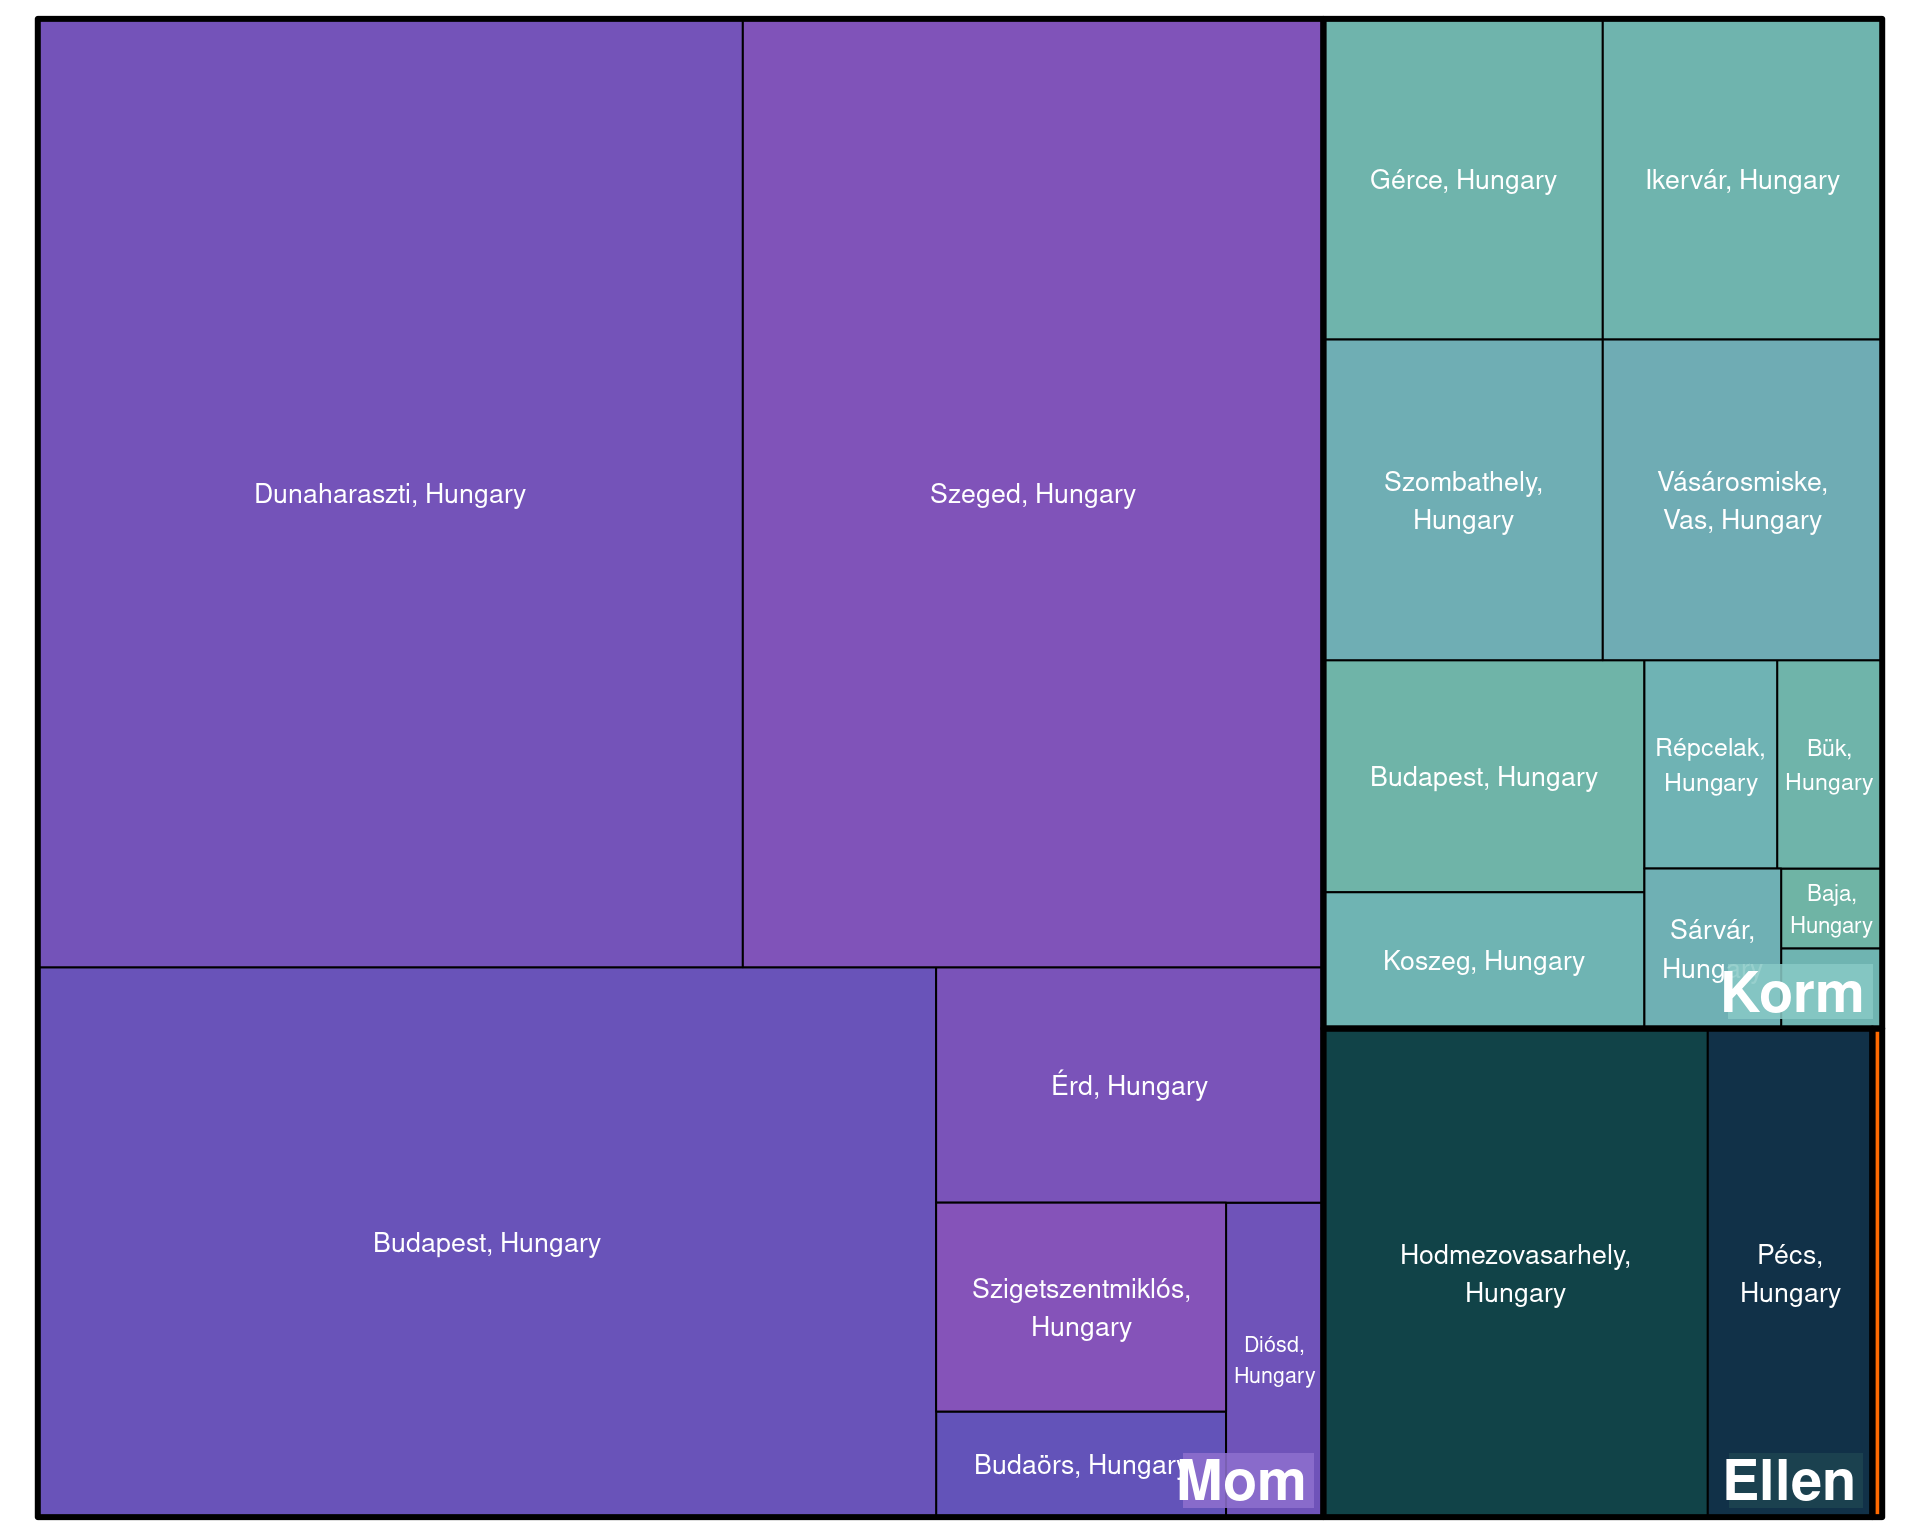 Dunaharaszti, Hungary
Szeged, Hungary
Budapest, Hungary
Érd, Hungary
Szigetszentmiklós,
Hungary
Diósd,
Hungary
Budaörs, Hungary
Mom
Gérce, Hungary
Ikervár, Hungary
Szombathely,
Hungary
Vásárosmiske,
Vas, Hungary
Budapest, Hungary
Répcelak,
Hungary
Bük,
Hungary
Koszeg, Hungary
Sárvár,
Hungary
Baja,
Hungary
Korm
Hodmezovasarhely,
Hungary
Pécs,
Hungary
Ellen